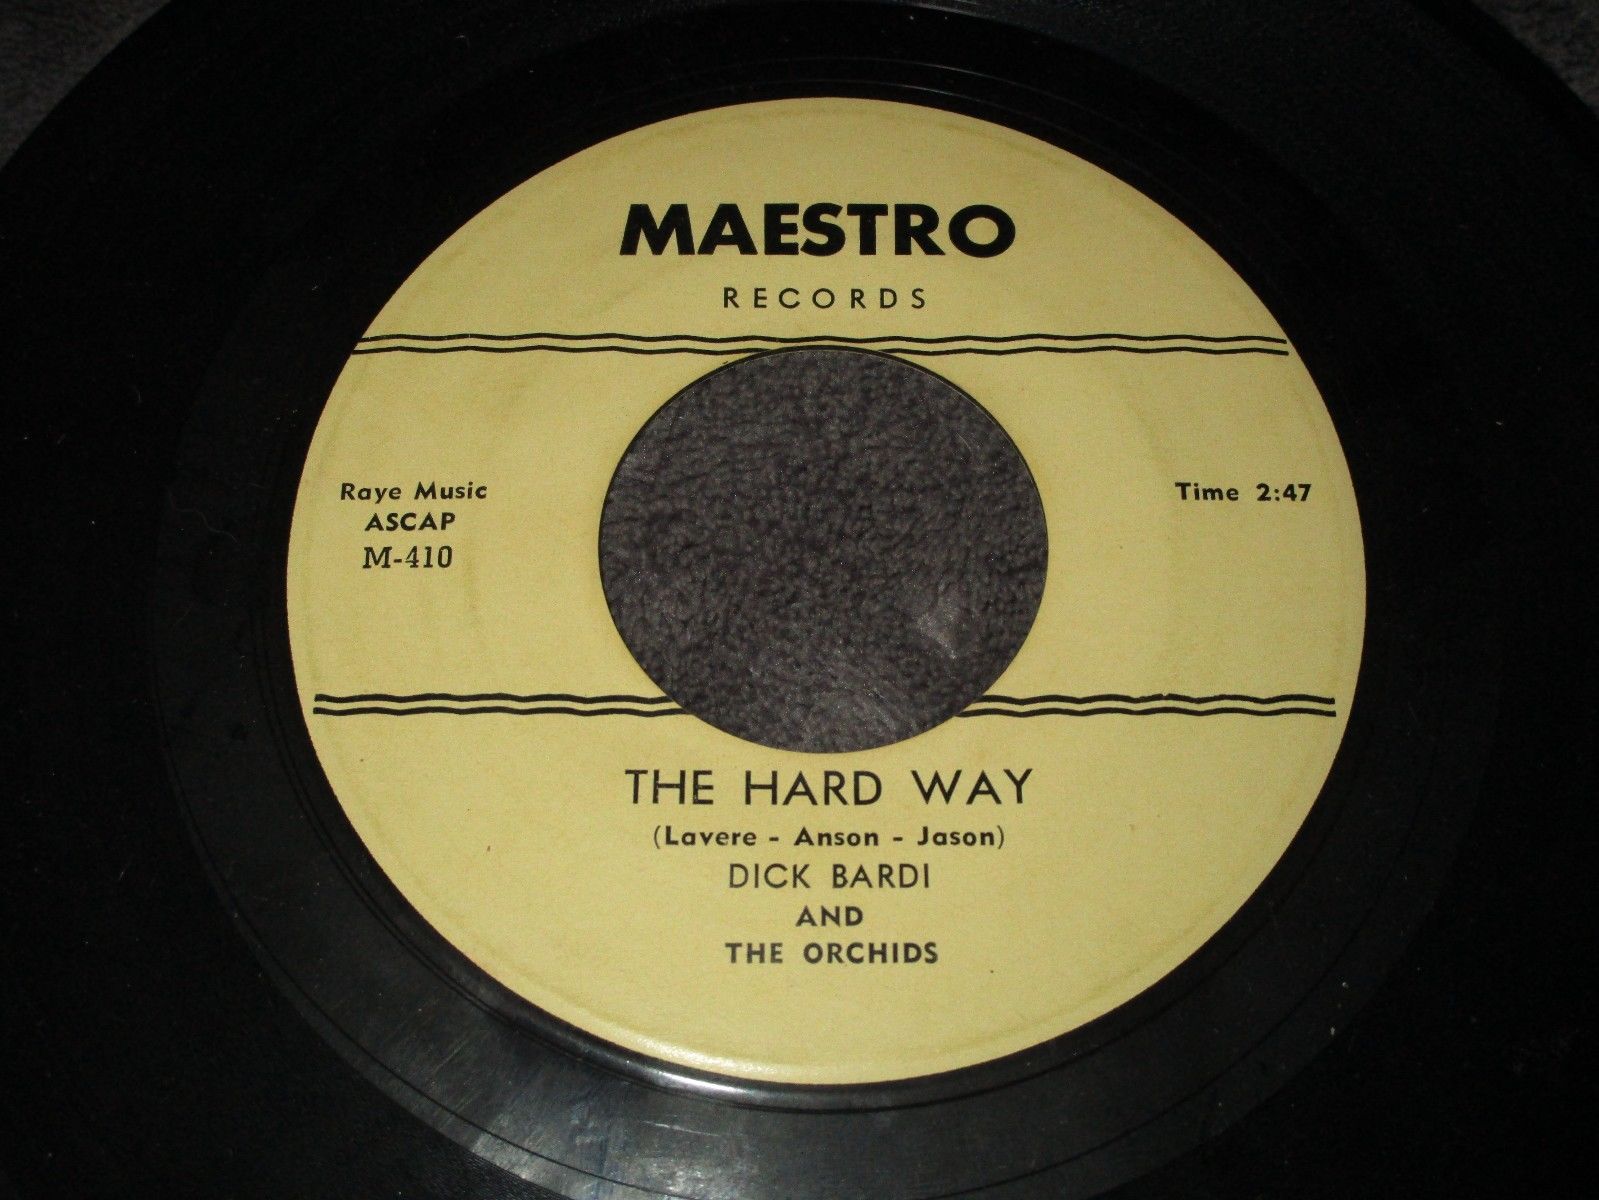 MAESTRO
RECORDS
Raye Music
ASCAP
M-410
Time 2:47
THE HARD WAY
(Lavere - Anson - Jason)
DICK BARDI
AND
THE ORCHIDS